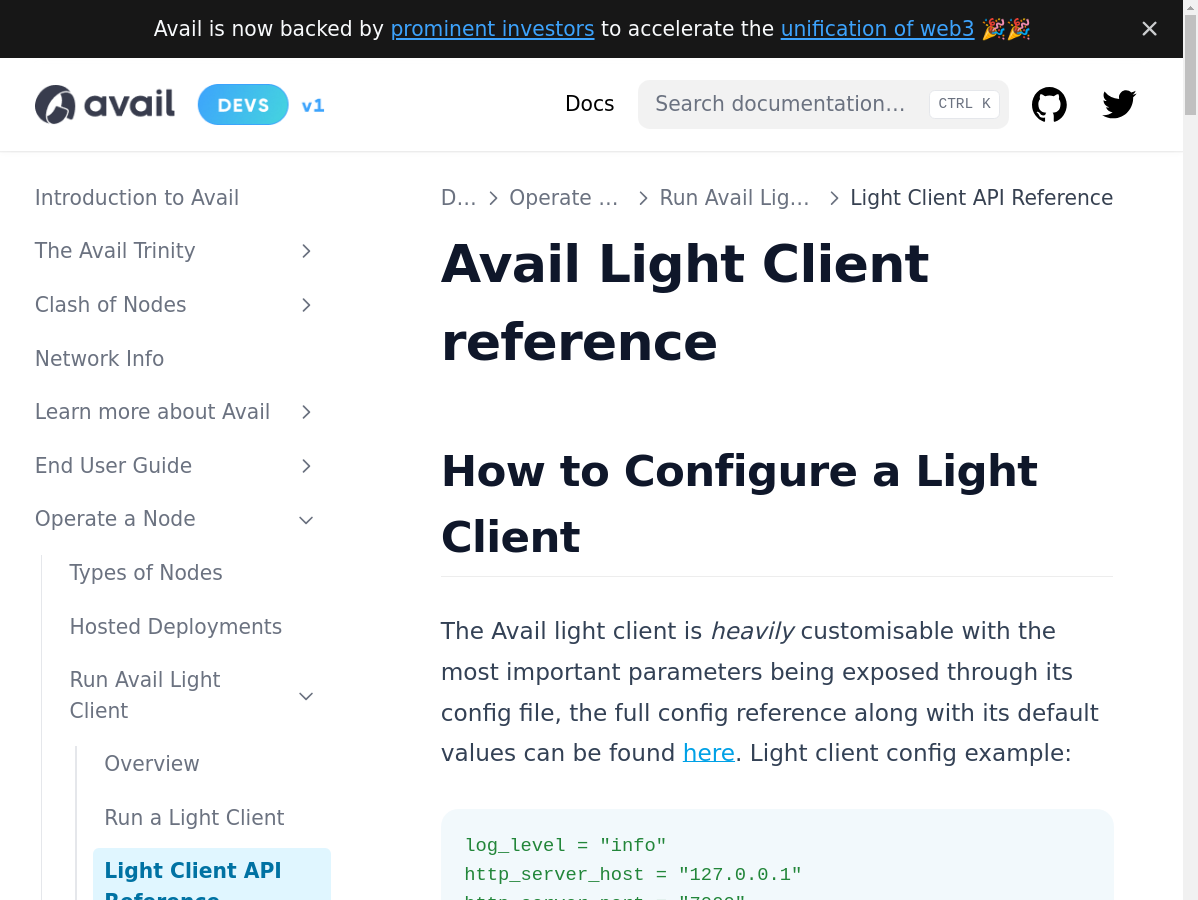 Avail is now backed by prominent investors to accelerate the unification of web3 🎉🎉
avail DEVS v1
Docs
Search documentation…
CTRL K
Introduction to Avail
The Avail Trinity
Clash of Nodes
Network Info
Learn more about Avail
End User Guide
Operate a Node
Types of Nodes
Hosted Deployments
Run Avail Light
Client
Overview
Run a Light Client
Light Client API
Reference
D… Operate … Run Avail Lig… Light Client API Reference
Avail Light Client
reference
How to Configure a Light
Client
The Avail light client is heavily customisable with the
most important parameters being exposed through its
config file, the full config reference along with its default
values can be found here. Light client config example:
log_level = "info"
http_server_host = "127.0.0.1"